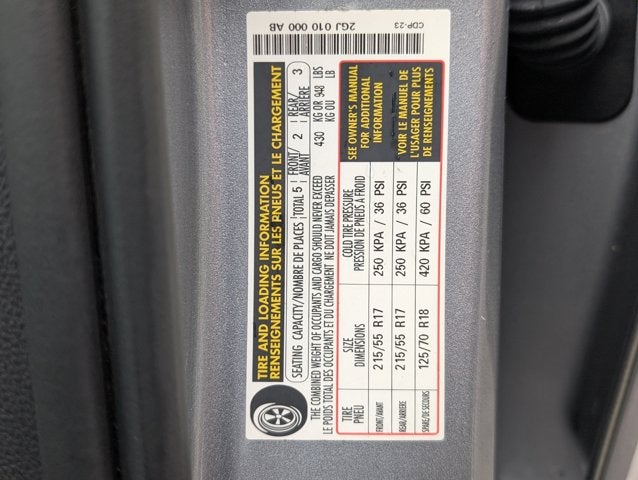 TIRE AND LOADING INFORMATION
RENSEIGNEMENTS SUR LES PNEUS ET LE CHARGEMENT
SEATING CAPACITY/NOMBRE DE PLACES TOTAL 5 FRONT/AVANT 2 REAR/ARRIÈRE 3
THE COMBINED WEIGHT OF OCCUPANTS AND CARGO SHOULD NEVER EXCEED 430 KG OR 948 LBS
LE POIDS TOTAL DES OCCUPANTS ET DU CHARGEMENT NE DOIT JAMAIS DÉPASSER KG OU LB
TIRE PNEU SIZE DIMENSIONS COLD TIRE PRESSURE PRESSION DE PNEUS À FROID
FRONT/AVANT 215/55 R17 250 KPA / 36 PSI
REAR/ARRIÈRE 215/55 R17 250 KPA / 36 PSI
SPARE/DE SECOURS 125/70 R18 420 KPA / 60 PSI
SEE OWNER'S MANUAL
FOR ADDITIONAL
INFORMATION
VOIR LE MANUEL DE
L'USAGER POUR PLUS
DE RENSEIGNEMENTS
2GJ 010 000 AB
CDP-23